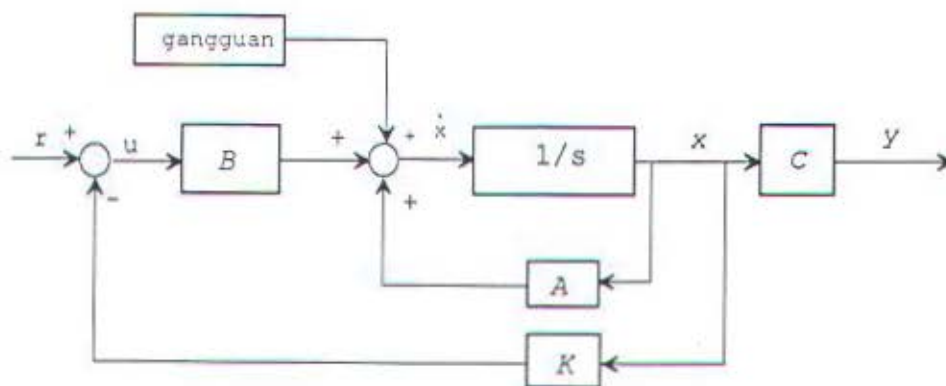 gangguan
r + u B + + ẋ 1/s x C y
-
+
A
K